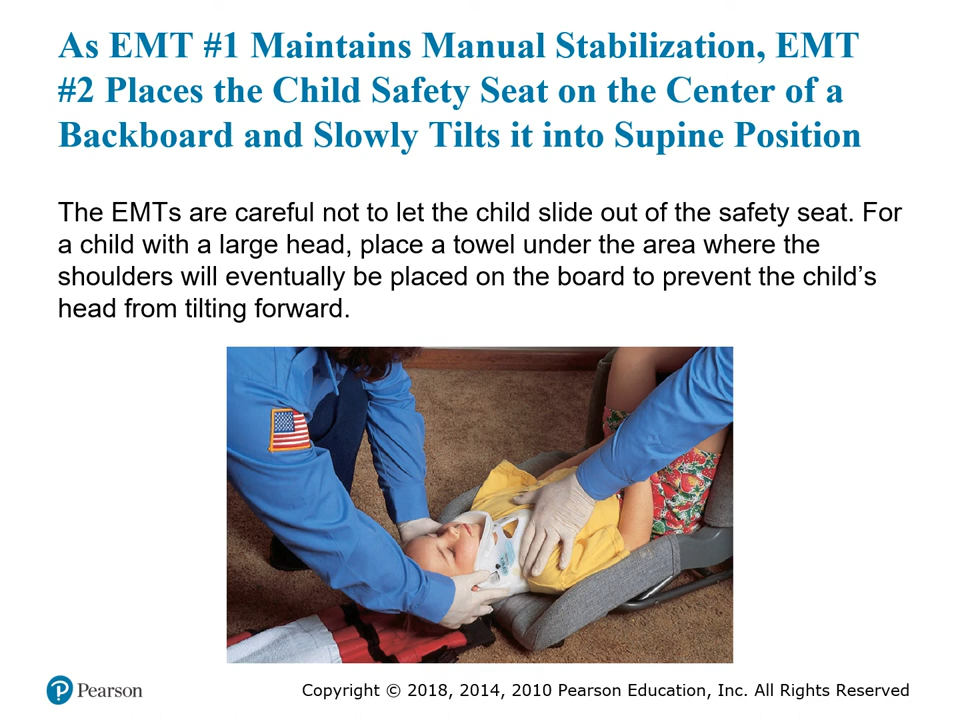 As EMT #1 Maintains Manual Stabilization, EMT
#2 Places the Child Safety Seat on the Center of a
Backboard and Slowly Tilts it into Supine Position
The EMTs are careful not to let the child slide out of the safety seat. For
a child with a large head, place a towel under the area where the
shoulders will eventually be placed on the board to prevent the child’s
head from tilting forward.
P Pearson
Copyright © 2018, 2014, 2010 Pearson Education, Inc. All Rights Reserved